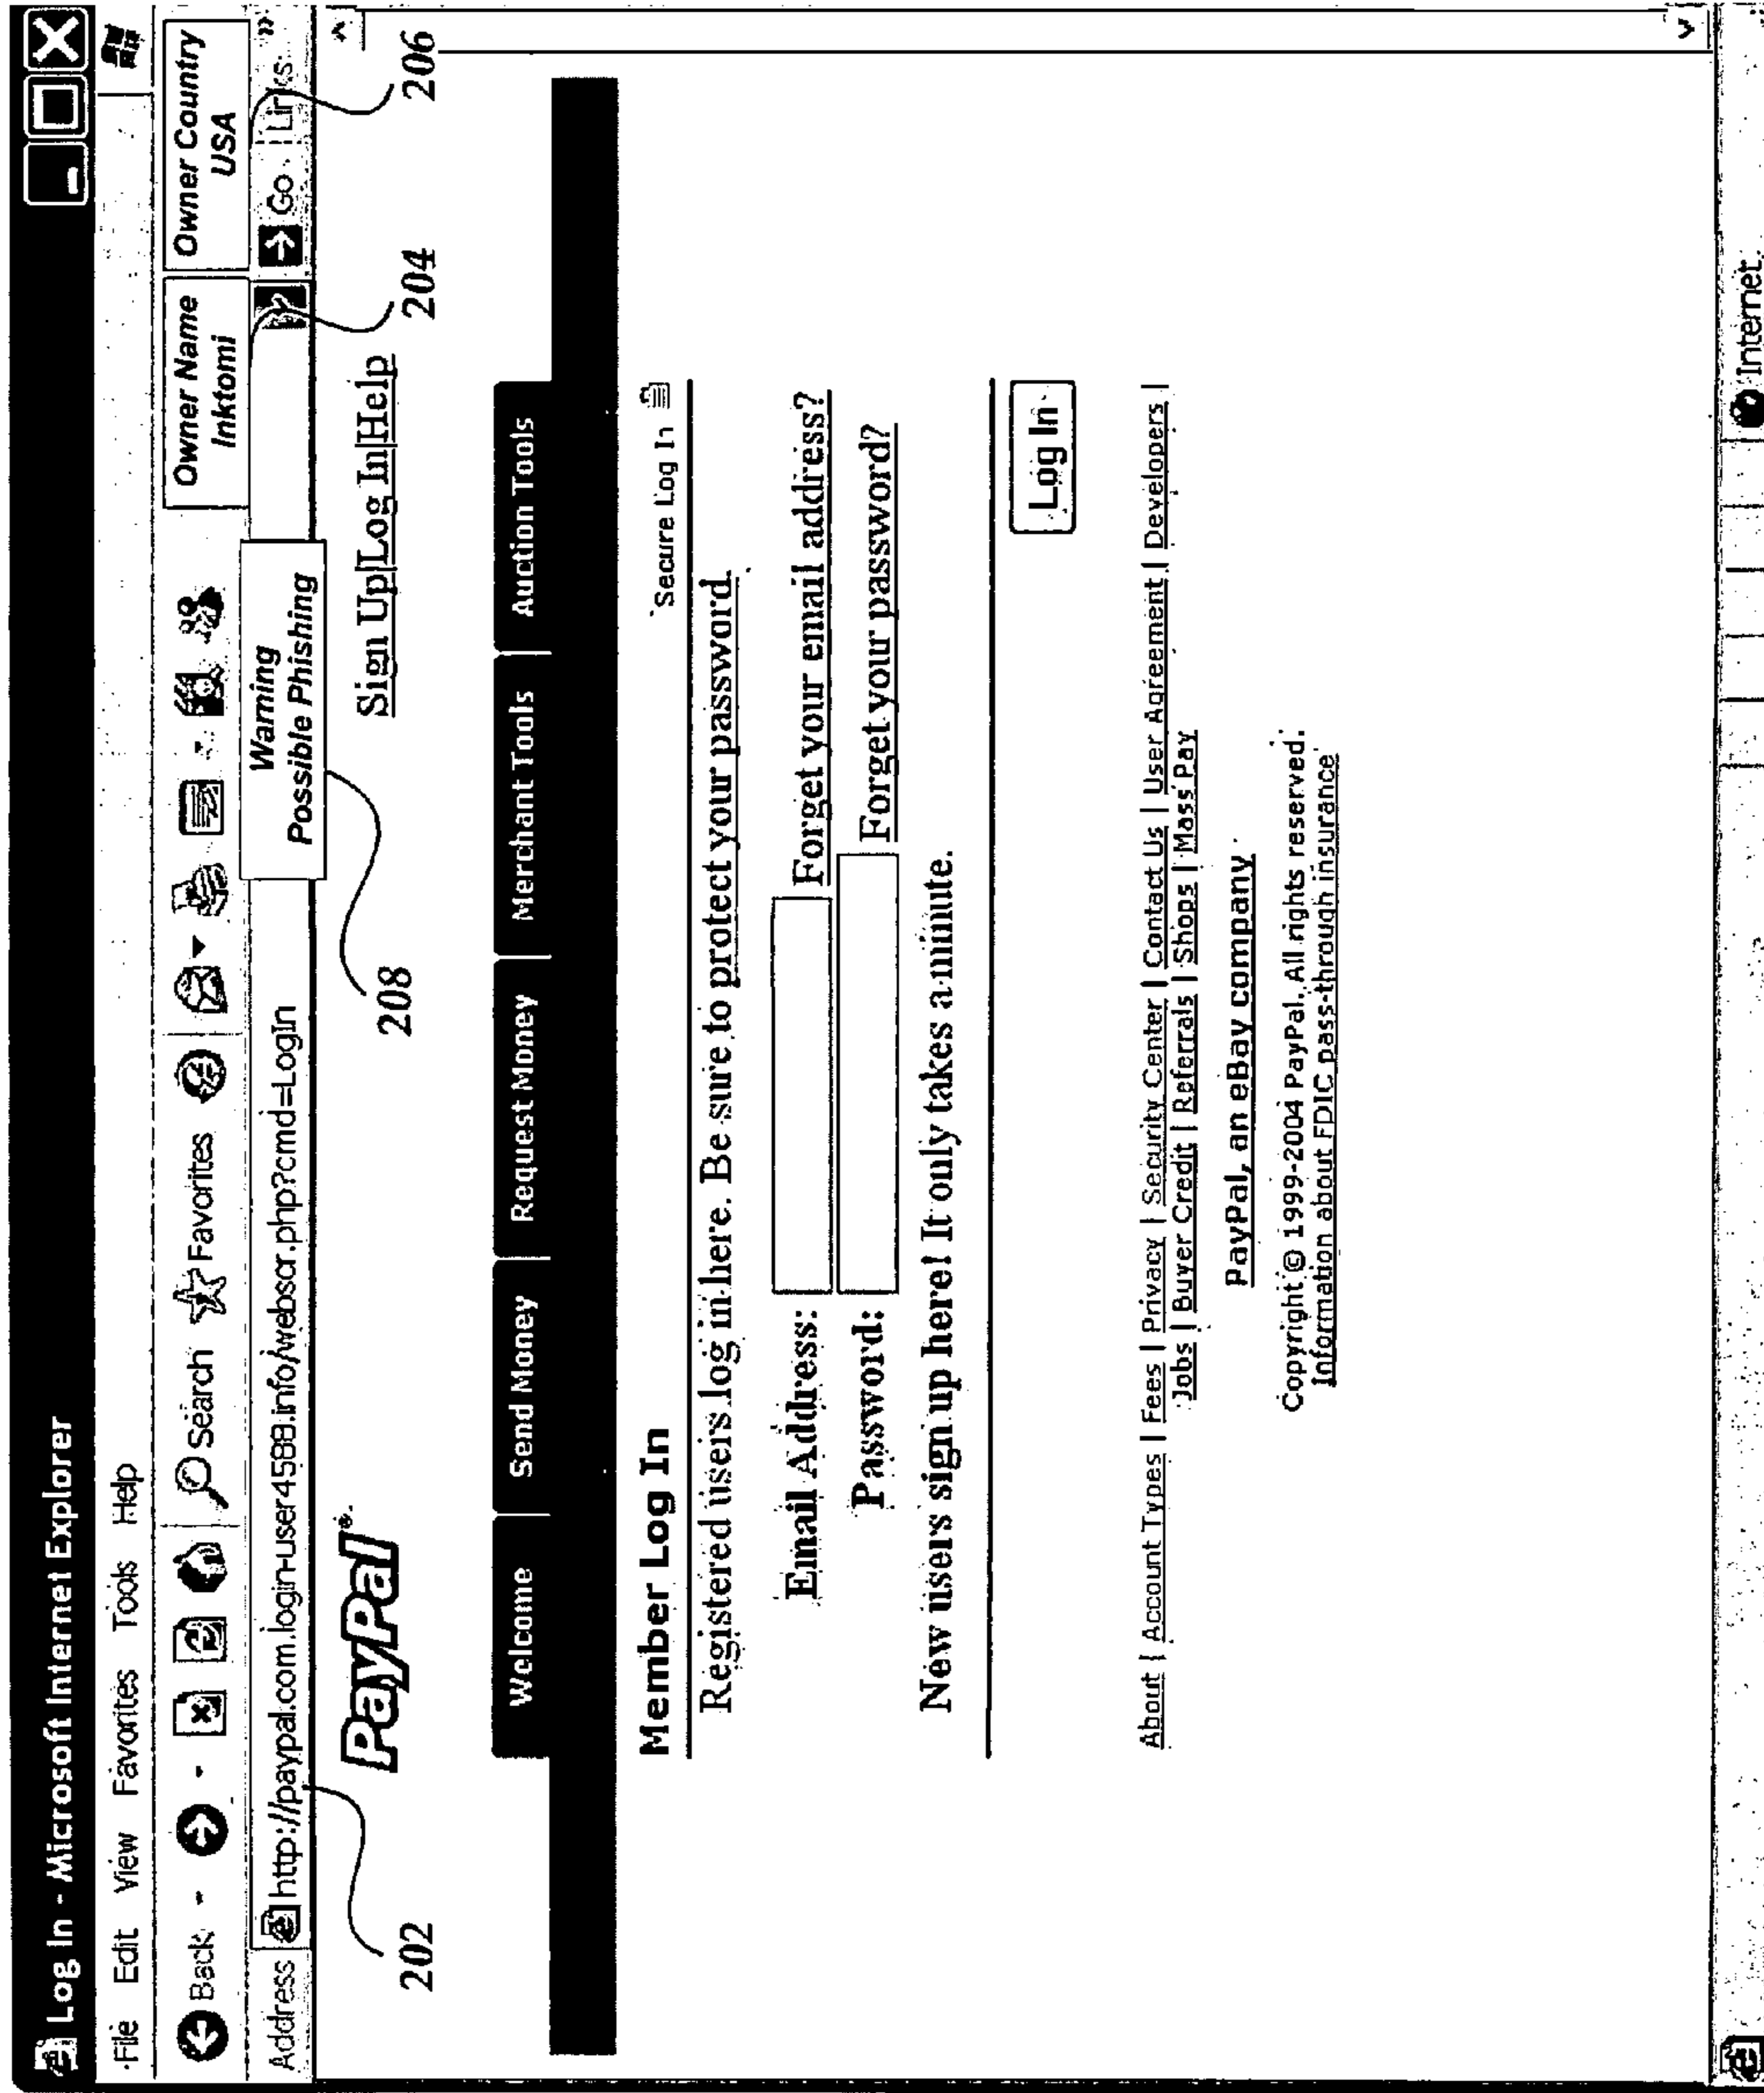 Log In - Microsoft Internet Explorer
File Edit View Favorites Tools Help
Back Search Favorites
Owner Name
Inktomi
Owner Country
USA
Address http://paypal.com.login-user4588.info/webscr.php?cmd=LogIn
Warning
Possible Phishing
Go Links »
202
208
204
206
PayPal®
Sign Up|Log In|Help
Welcome Send Money Request Money Merchant Tools Auction Tools
Member Log In
Secure Log In
Registered users log in here. Be sure to protect your password.
Email Address: Forget your email address?
Password: Forget your password?
New users sign up here! It only takes a minute.
Log In
About | Account Types | Fees | Privacy | Security Center | Contact Us | User Agreement | Developers |
Jobs | Buyer Credit | Referrals | Shops | Mass Pay
PayPal, an eBay company
Copyright © 1999-2004 PayPal. All rights reserved.
Information about FDIC pass-through insurance
Internet